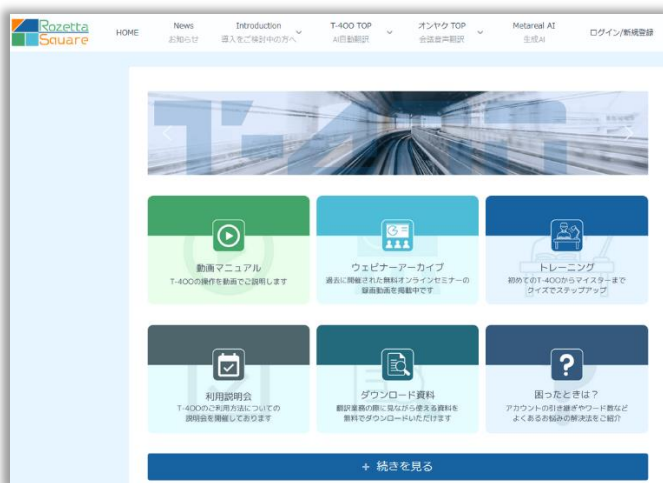 Rozetta
Square
HOME
News
お知らせ
Introduction
導入をご検討中の方へ
T-4OO TOP
AI自動翻訳
オンヤク TOP
会議音声翻訳
Metareal AI
生成AI
ログイン/新規登録
T-4OO
動画マニュアル
T-4OOの操作を動画でご説明します
ウェビナーアーカイブ
過去に開催された無料オンラインセミナーの
録画動画を掲載中です
トレーニング
初めてのT-4OOからマイスターまで
クイズでステップアップ
利用説明会
T-4OOのご利用方法についての
説明会を開催しております
ダウンロード資料
翻訳業務の際に見ながら使える資料を
無料でダウンロードいただけます
?
困ったときは？
アカウントの引き継ぎやワード数など
よくあるお悩みの解決法をご紹介
+ 続きを見る